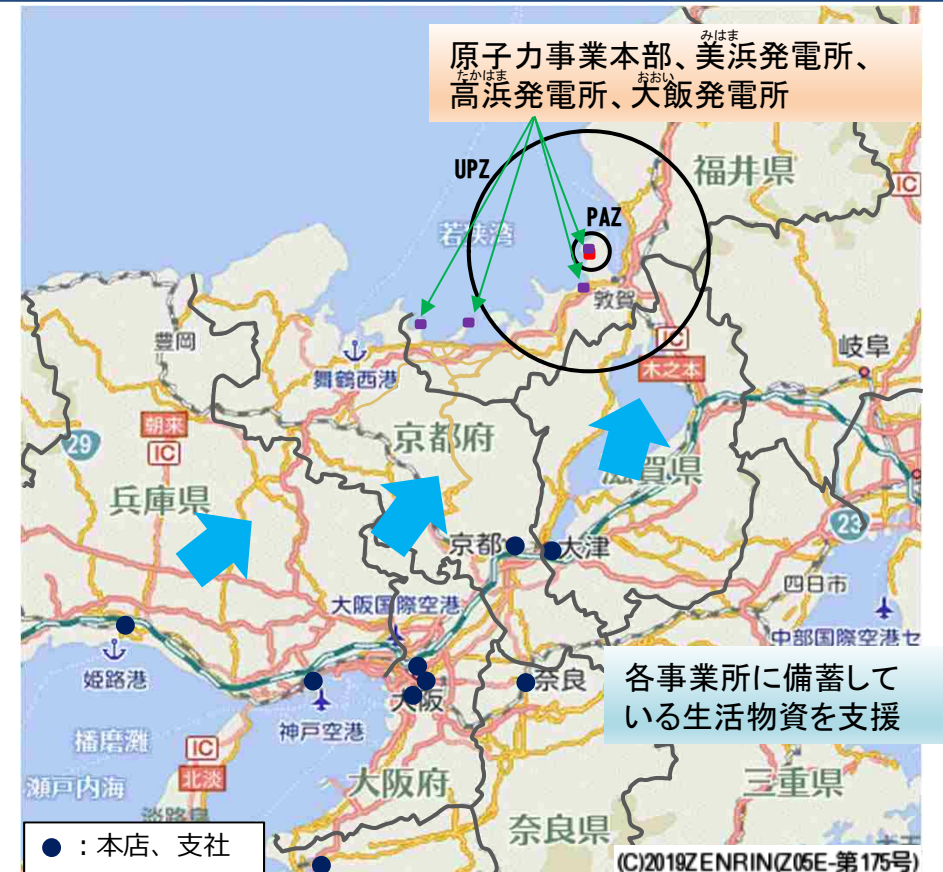 みはま
原子力事業本部、美浜発電所、
たかはま おおい
高浜発電所、大飯発電所
UPZ
福井県
IC
PAZ
若狭湾
敦賀
豊岡
舞鶴西港
IC
木之本
岐阜
朝来
IC
29
京都府
兵庫県
滋賀県
23
京都
大津
四日市
大阪国際空港
中部国際空港セ
姫路港
奈良
各事業所に備蓄して
いる生活物資を支援
大阪
神戸空港
播磨灘
IC
北淡
瀬戸内海
大阪府
三重県
淡路島
奈良県
●：本店、支社
(C)2019ZENRIN(Z05E-第175号)